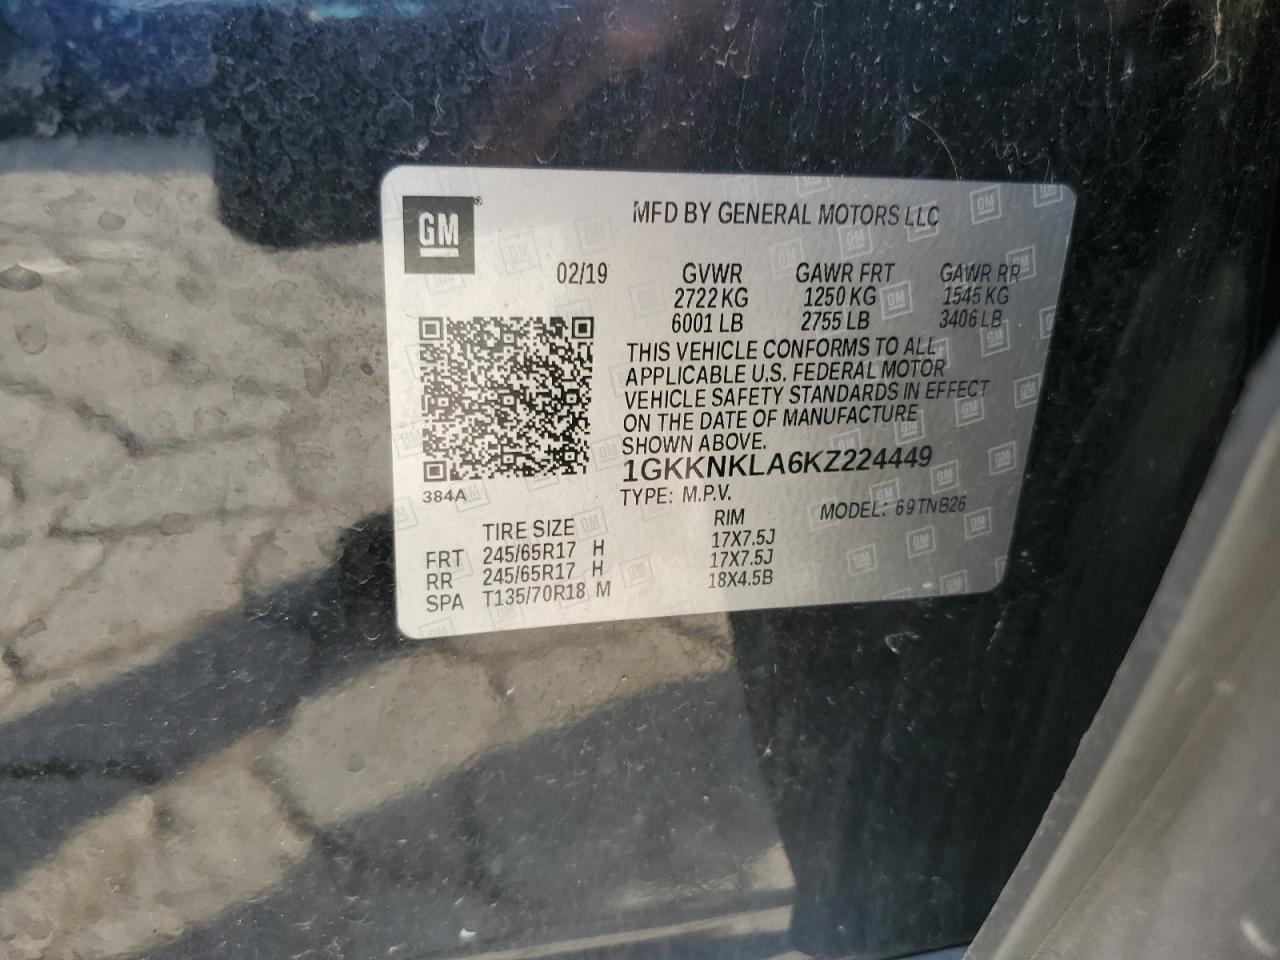 GM
MFD BY GENERAL MOTORS LLC
02/19 GVWR GAWR FRT GAWR RR
2722 KG 1250 KG 1545 KG
6001 LB 2755 LB 3406 LB
THIS VEHICLE CONFORMS TO ALL
APPLICABLE U.S. FEDERAL MOTOR
VEHICLE SAFETY STANDARDS IN EFFECT
ON THE DATE OF MANUFACTURE
SHOWN ABOVE.
1GKKNKLA6KZ224449
384A
TYPE: M.P.V. MODEL: 69TNB26
TIRE SIZE RIM
FRT 245/65R17 H 17X7.5J
RR 245/65R17 H 17X7.5J
SPA T135/70R18 M 18X4.5B